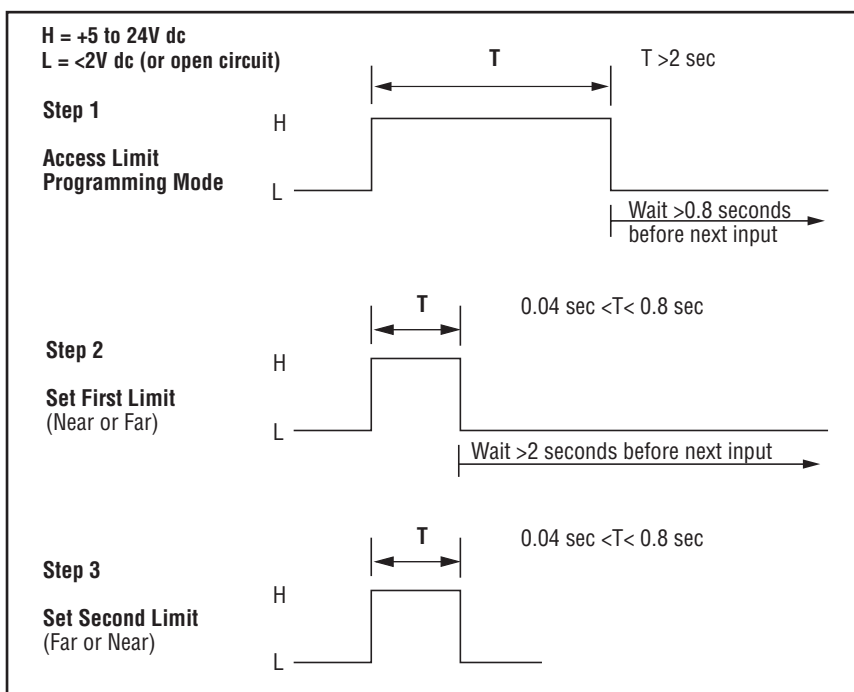 H = +5 to 24V dc
L = <2V dc (or open circuit)
T
T >2 sec
Step 1
H
Access Limit
Programming Mode
L
Wait >0.8 seconds
before next input
T
0.04 sec <T< 0.8 sec
Step 2
H
Set First Limit
(Near or Far)
L
Wait >2 seconds before next input
T
0.04 sec <T< 0.8 sec
Step 3
H
Set Second Limit
(Far or Near)
L